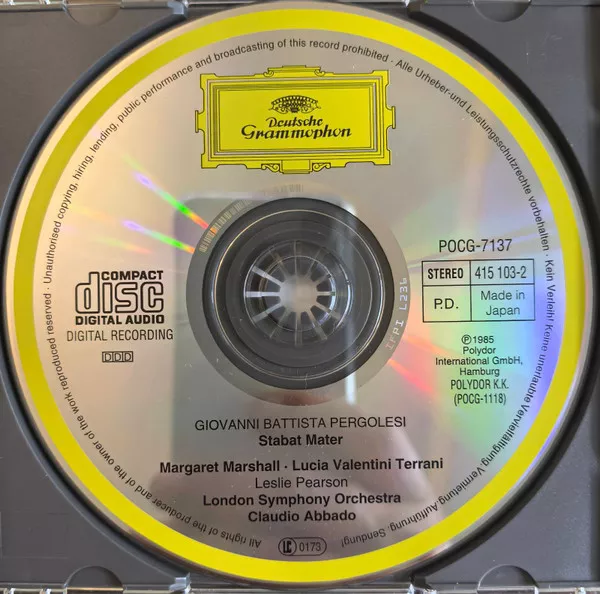 Deutsche
Grammophon
Unauthorised copying, hiring, lending, public performance and broadcasting of this record prohibited · Alle Urheber-und Leistungsschutzrechte vorbehalten · Kein Verleih! Keine unerlaubte Vervielfältigung, Vermietung, Aufführung, Sendung!
All rights of the producer and of the owner of the work reproduced reserved ·
COMPACT
disc
DIGITAL AUDIO
DIGITAL RECORDING
DDD
POCG-7137
STEREO 415 103-2
P.D. Made in
Japan
℗1985
Polydor
International GmbH,
Hamburg
POLYDOR K.K.
(POCG-1118)
IFPI L236
GIOVANNI BATTISTA PERGOLESI
Stabat Mater
Margaret Marshall · Lucia Valentini Terrani
Leslie Pearson
London Symphony Orchestra
Claudio Abbado
LC 0173